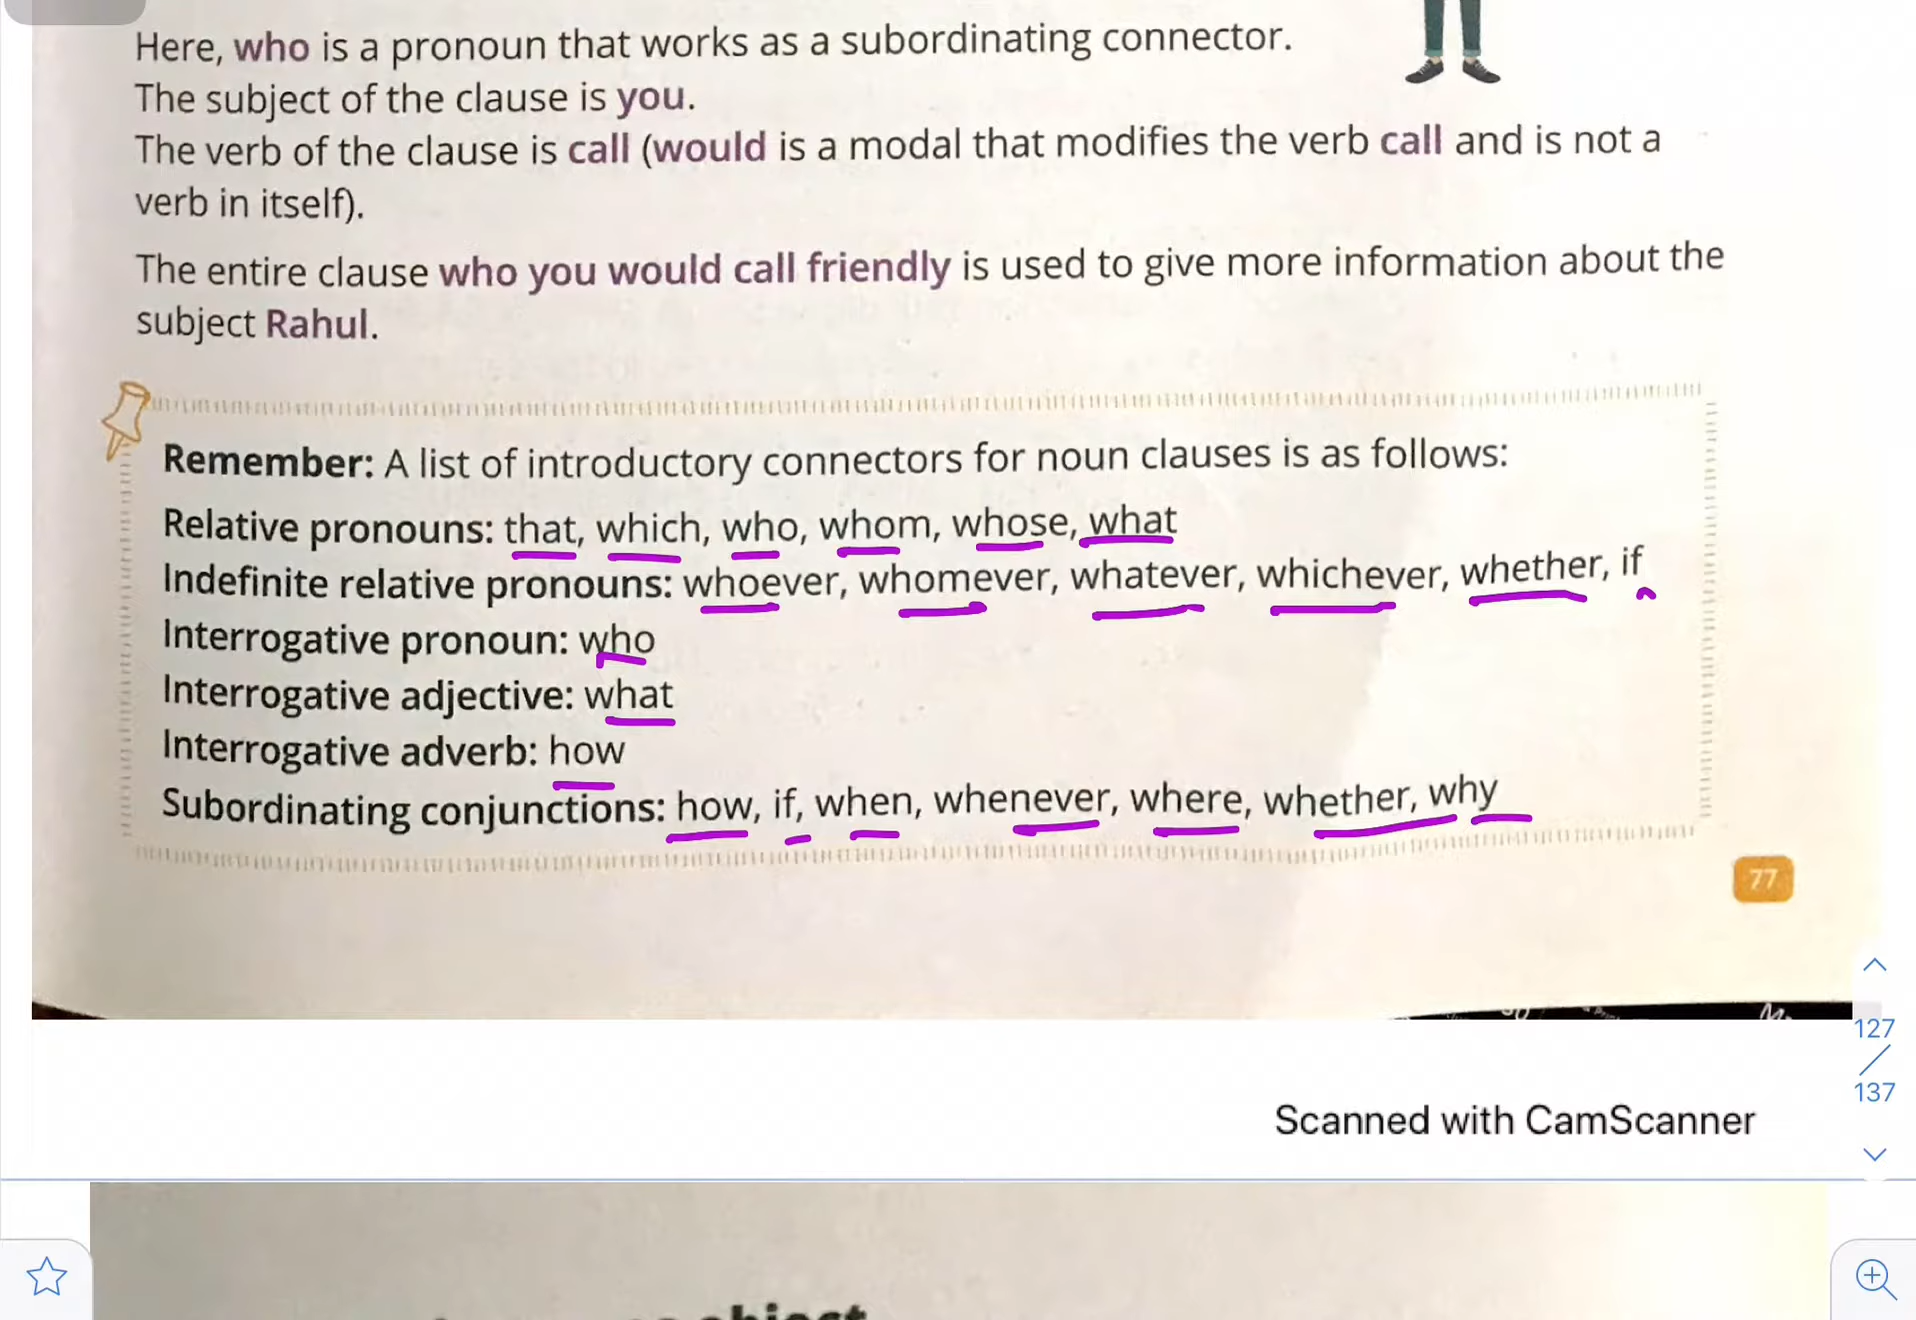 Here, who is a pronoun that works as a subordinating connector.
The subject of the clause is you.
The verb of the clause is call (would is a modal that modifies the verb call and is not a
verb in itself).
The entire clause who you would call friendly is used to give more information about the
subject Rahul.
Remember: A list of introductory connectors for noun clauses is as follows:
Relative pronouns: that, which, who, whom, whose, what
Indefinite relative pronouns: whoever, whomever, whatever, whichever, whether, if
Interrogative pronoun: who
Interrogative adjective: what
Interrogative adverb: how
Subordinating conjunctions: how, if, when, whenever, where, whether, why
77
127
/
137
Scanned with CamScanner